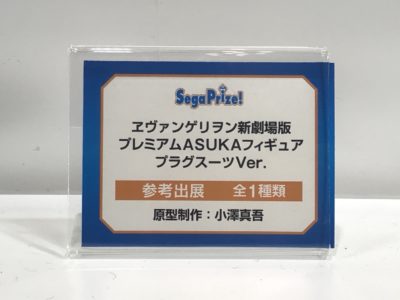 SegaPrize!
ヱヴァンゲリヲン新劇場版
プレミアムASUKAフィギュア
プラグスーツVer.
参考出展 全1種類
原型制作：小澤真吾